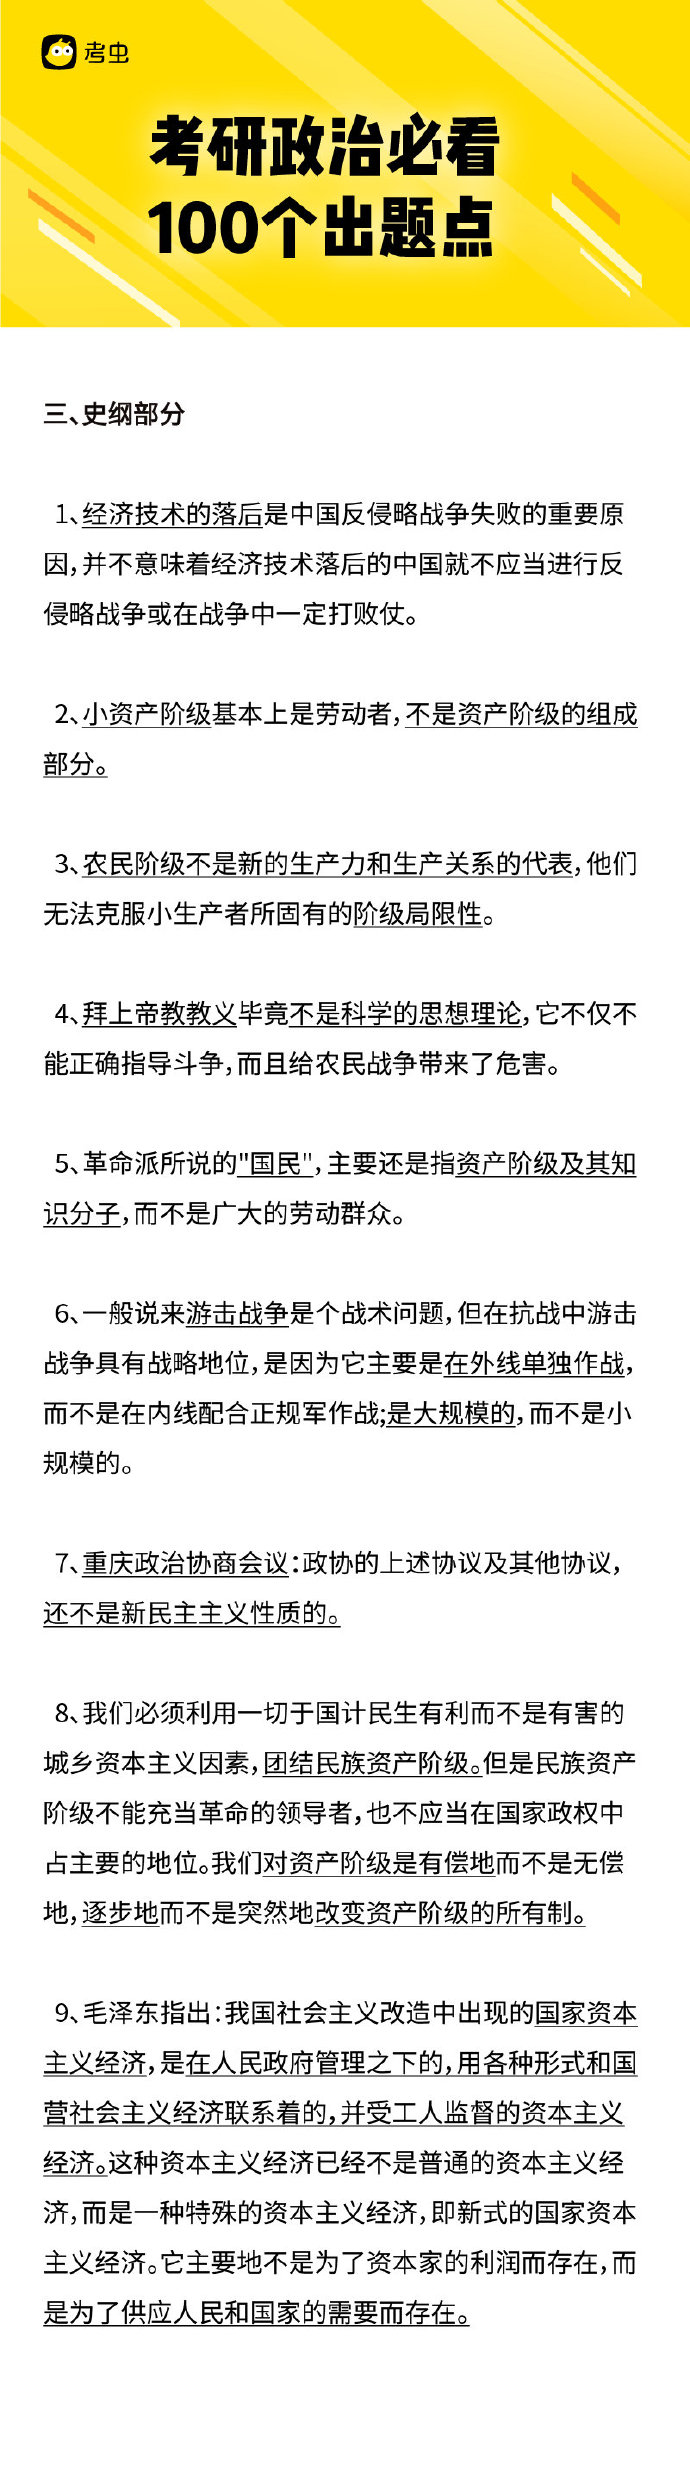 考虫
考研政治必看
100个出题点
三、史纲部分
1、经济技术的落后是中国反侵略战争失败的重要原
因，并不意味着经济技术落后的中国就不应当进行反
侵略战争或在战争中一定打败仗。
2、小资产阶级基本上是劳动者，不是资产阶级的组成
部分。
3、农民阶级不是新的生产力和生产关系的代表，他们
无法克服小生产者所固有的阶级局限性。
4、拜上帝教教义毕竟不是科学的思想理论，它不仅不
能正确指导斗争，而且给农民战争带来了危害。
5、革命派所说的"国民"，主要还是指资产阶级及其知
识分子，而不是广大的劳动群众。
6、一般说来游击战争是个战术问题，但在抗战中游击
战争具有战略地位，是因为它主要是在外线单独作战，
而不是在内线配合正规军作战;是大规模的，而不是小
规模的。
7、重庆政治协商会议：政协的上述协议及其他协议，
还不是新民主主义性质的。
8、我们必须利用一切于国计民生有利而不是有害的
城乡资本主义因素，团结民族资产阶级。但是民族资产
阶级不能充当革命的领导者，也不应当在国家政权中
占主要的地位。我们对资产阶级是有偿地而不是无偿
地，逐步地而不是突然地改变资产阶级的所有制。
9、毛泽东指出：我国社会主义改造中出现的国家资本
主义经济，是在人民政府管理之下的，用各种形式和国
营社会主义经济联系着的，并受工人监督的资本主义
经济。这种资本主义经济已经不是普通的资本主义经
济，而是一种特殊的资本主义经济，即新式的国家资本
主义经济。它主要地不是为了资本家的利润而存在，而
是为了供应人民和国家的需要而存在。